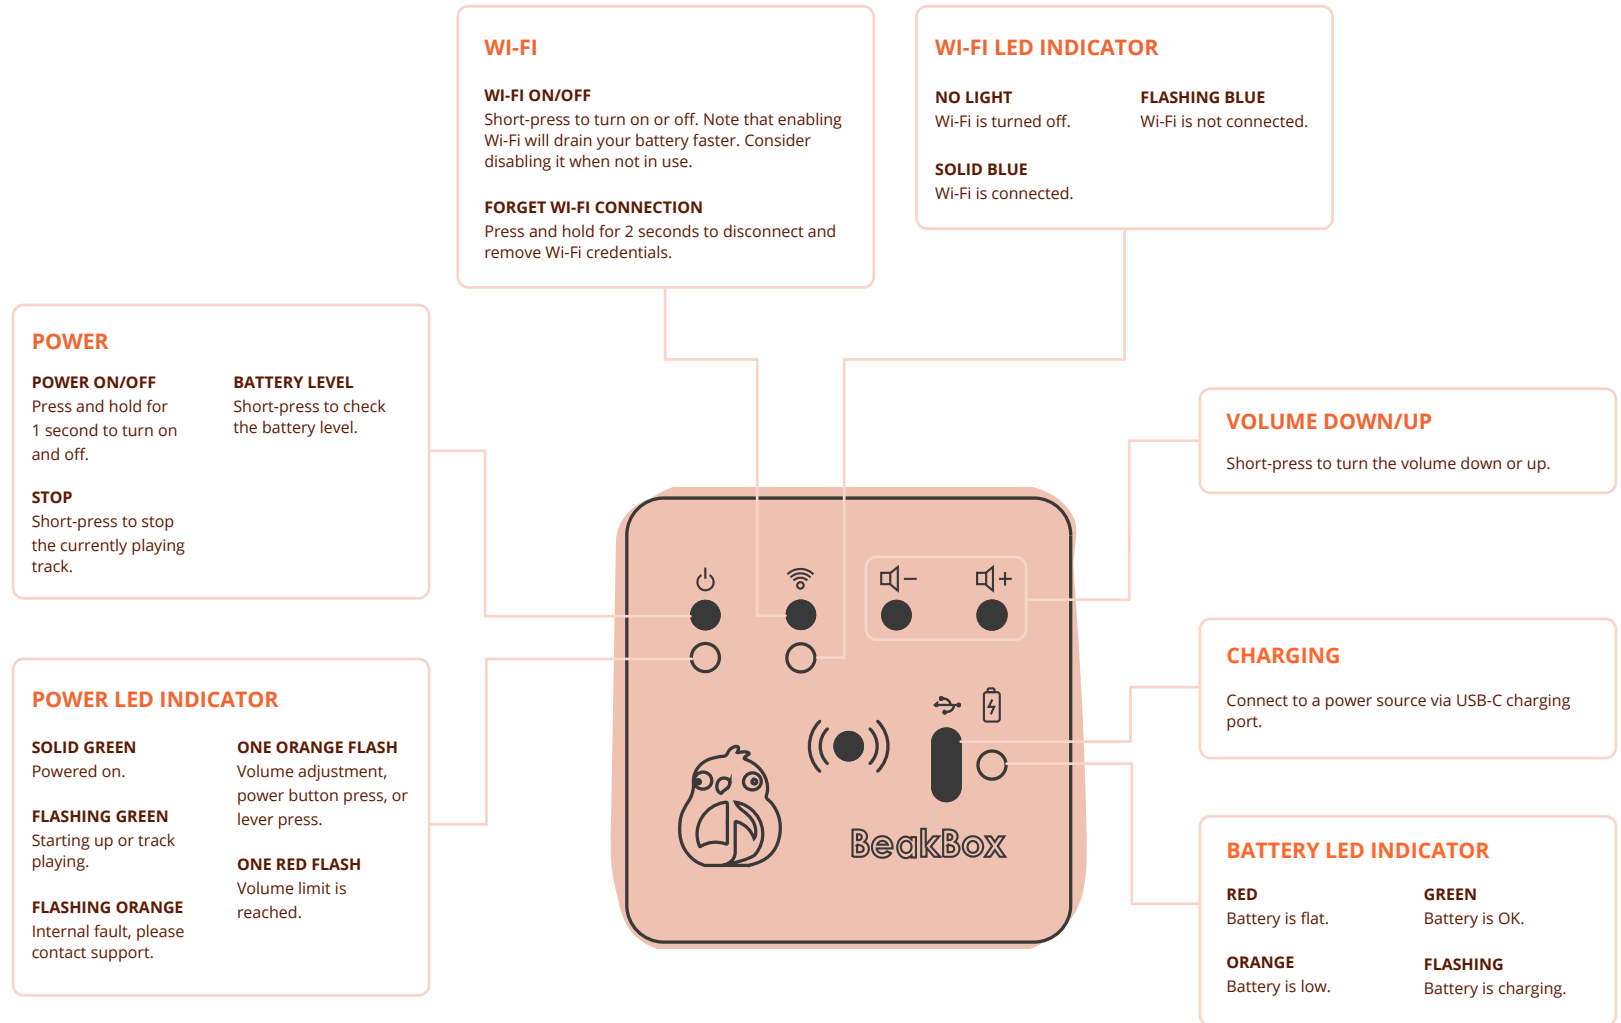 WI-FI
WI-FI ON/OFF
Short-press to turn on or off. Note that enabling
Wi-Fi will drain your battery faster. Consider
disabling it when not in use.
FORGET WI-FI CONNECTION
Press and hold for 2 seconds to disconnect and
remove Wi-Fi credentials.
WI-FI LED INDICATOR
NO LIGHT
Wi-Fi is turned off.
FLASHING BLUE
Wi-Fi is not connected.
SOLID BLUE
Wi-Fi is connected.
POWER
POWER ON/OFF
Press and hold for
1 second to turn on
and off.
STOP
Short-press to stop
the currently playing
track.
BATTERY LEVEL
Short-press to check
the battery level.
VOLUME DOWN/UP
Short-press to turn the volume down or up.
CHARGING
Connect to a power source via USB-C charging
port.
POWER LED INDICATOR
SOLID GREEN
Powered on.
FLASHING GREEN
Starting up or track
playing.
FLASHING ORANGE
Internal fault, please
contact support.
ONE ORANGE FLASH
Volume adjustment,
power button press, or
lever press.
ONE RED FLASH
Volume limit is
reached.
BeakBox
BATTERY LED INDICATOR
RED
Battery is flat.
GREEN
Battery is OK.
ORANGE
Battery is low.
FLASHING
Battery is charging.